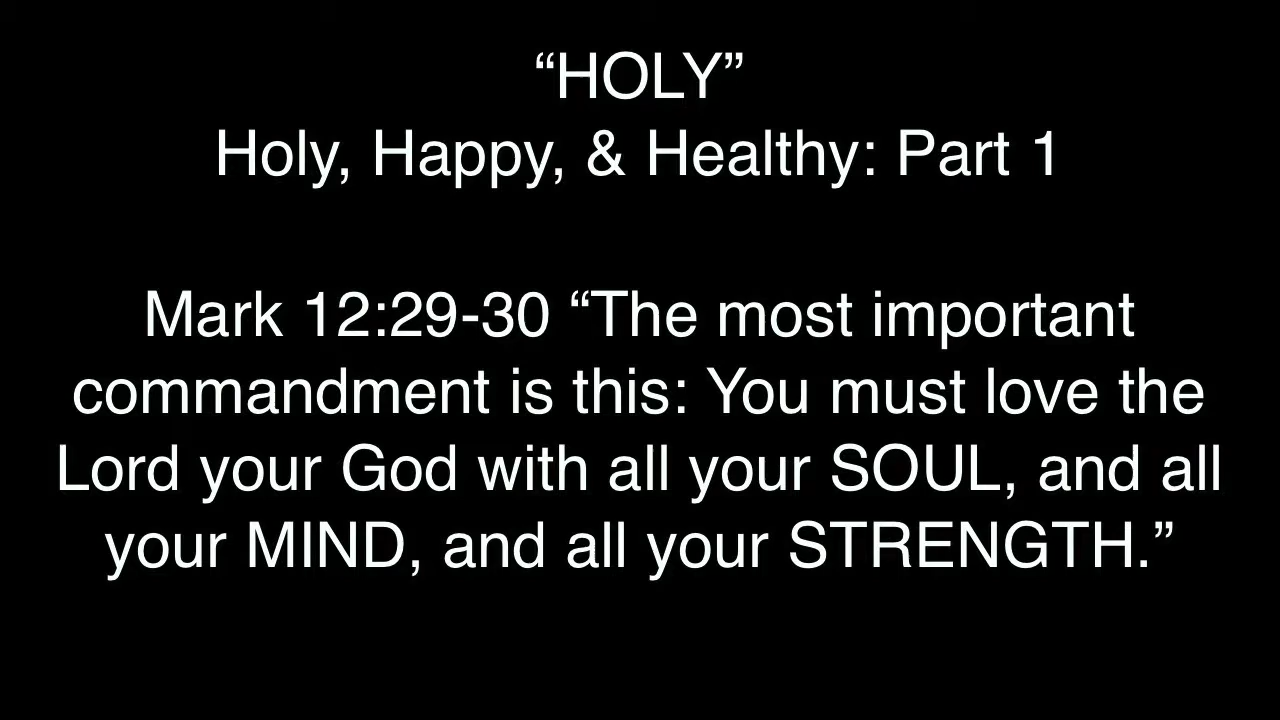 “HOLY”
Holy, Happy, & Healthy: Part 1
Mark 12:29-30 “The most important
commandment is this: You must love the
Lord your God with all your SOUL, and all
your MIND, and all your STRENGTH.”